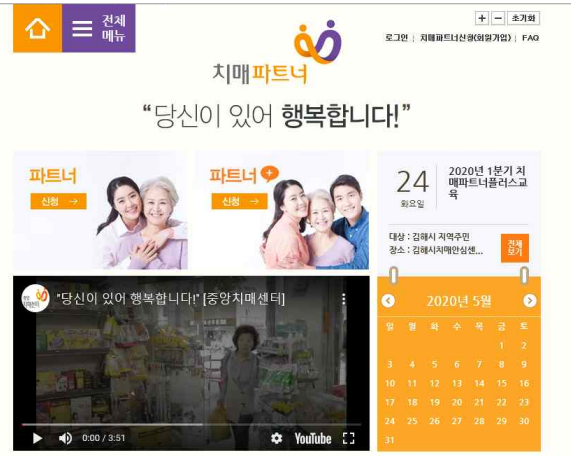 전체
메뉴
+ - 초기화
로그인 | 치매파트너신청(회원가입) | FAQ
치매파트너
“당신이 있어 행복합니다!”
파트너
신청 →
파트너+
신청 →
24
화요일
2020년 1분기 치
매파트너플러스교
육
대상 : 김해시 지역주민
장소 : 김해시치매안심센...
전체
보기
"당신이 있어 행복합니다!" [중앙치매센터]
0:00 / 3:51
YouTube
2020년 5월
일 월 화 수 목 금 토
1 2
3 4 5 6 7 8 9
10 11 12 13 14 15 16
17 18 19 20 21 22 23
24 25 26 27 28 29 30
31